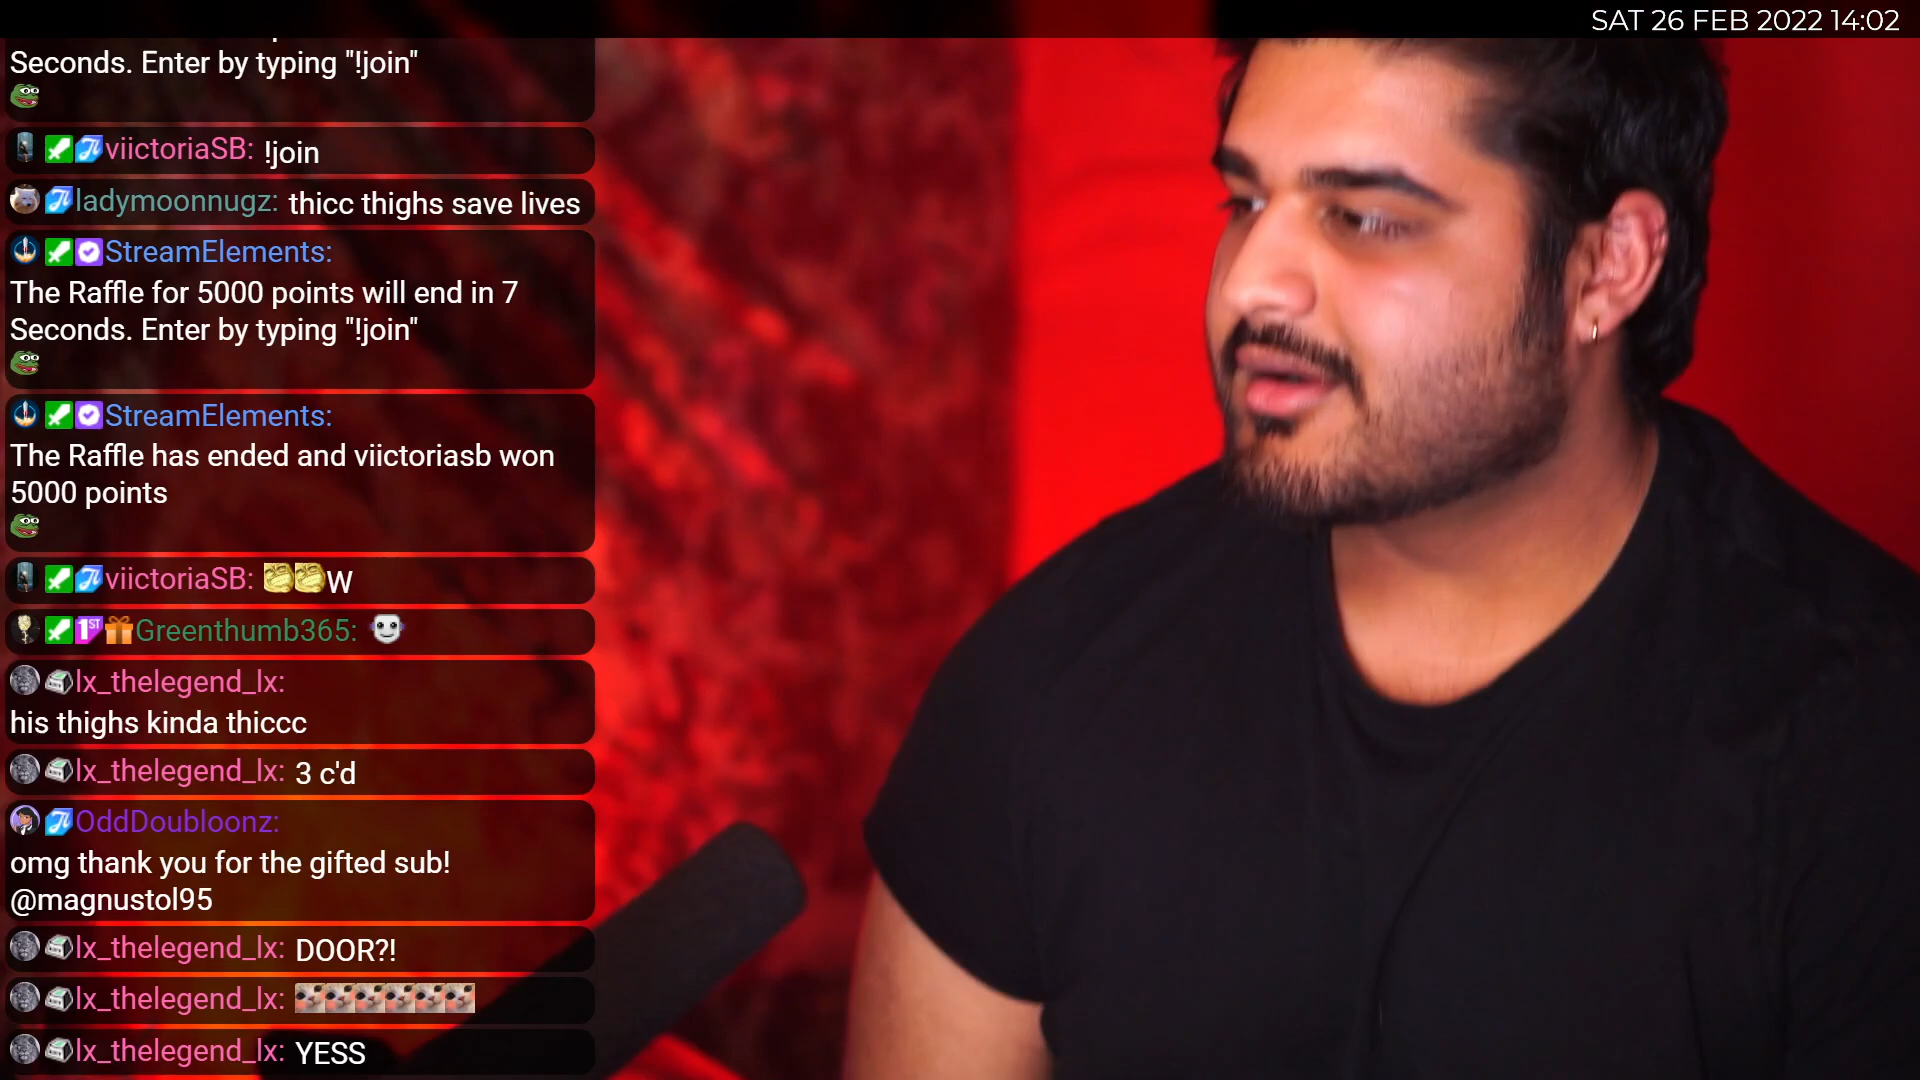 SAT 26 FEB 2022 14:02
Seconds. Enter by typing "!join"
viictoriaSB: !join
ladymoonnugz: thicc thighs save lives
StreamElements:
The Raffle for 5000 points will end in 7
Seconds. Enter by typing "!join"
StreamElements:
The Raffle has ended and viictoriasb won
5000 points
viictoriaSB: W
1ST Greenthumb365:
lx_thelegend_lx:
his thighs kinda thiccc
lx_thelegend_lx: 3 c'd
OddDoubloonz:
omg thank you for the gifted sub!
@magnustol95
lx_thelegend_lx: DOOR?!
lx_thelegend_lx:
lx_thelegend_lx: YESS